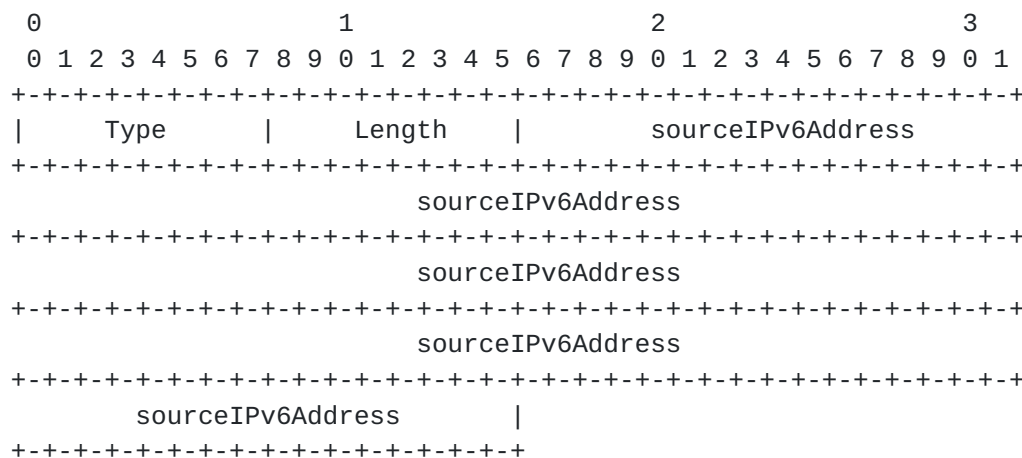 0                   1                   2                   3
 0 1 2 3 4 5 6 7 8 9 0 1 2 3 4 5 6 7 8 9 0 1 2 3 4 5 6 7 8 9 0 1
+-+-+-+-+-+-+-+-+-+-+-+-+-+-+-+-+-+-+-+-+-+-+-+-+-+-+-+-+-+-+-+-+
|     Type      |     Length    |        sourceIPv6Address
+-+-+-+-+-+-+-+-+-+-+-+-+-+-+-+-+-+-+-+-+-+-+-+-+-+-+-+-+-+-+-+-+
                          sourceIPv6Address
+-+-+-+-+-+-+-+-+-+-+-+-+-+-+-+-+-+-+-+-+-+-+-+-+-+-+-+-+-+-+-+-+
                          sourceIPv6Address
+-+-+-+-+-+-+-+-+-+-+-+-+-+-+-+-+-+-+-+-+-+-+-+-+-+-+-+-+-+-+-+-+
                          sourceIPv6Address
+-+-+-+-+-+-+-+-+-+-+-+-+-+-+-+-+-+-+-+-+-+-+-+-+-+-+-+-+-+-+-+-+
        sourceIPv6Address       |
+-+-+-+-+-+-+-+-+-+-+-+-+-+-+-+-+